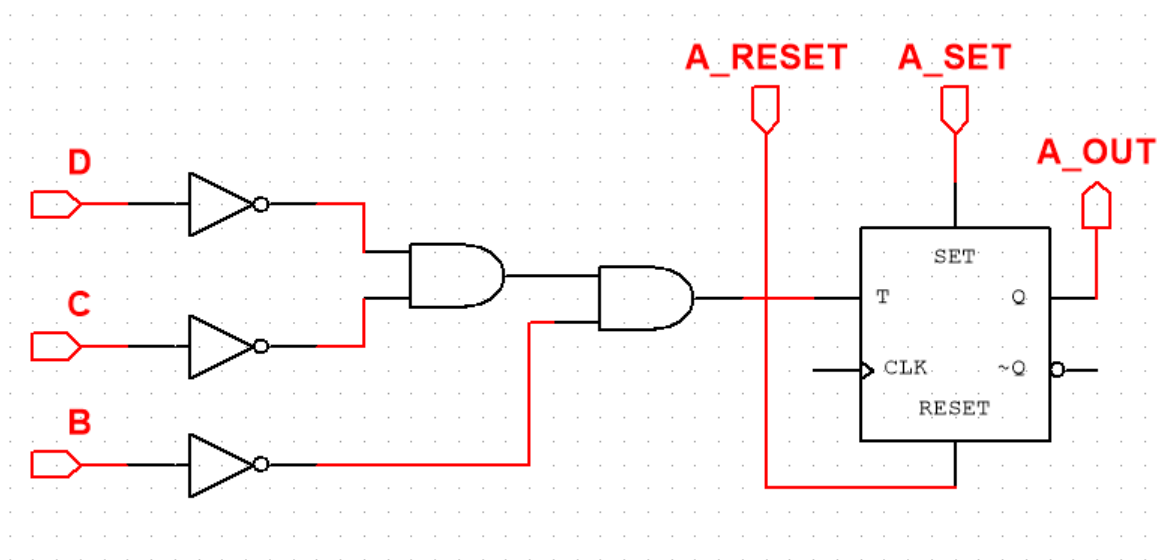 A_RESET A_SET
A_OUT
D
SET
T Q
C
CLK ~Q
RESET
B